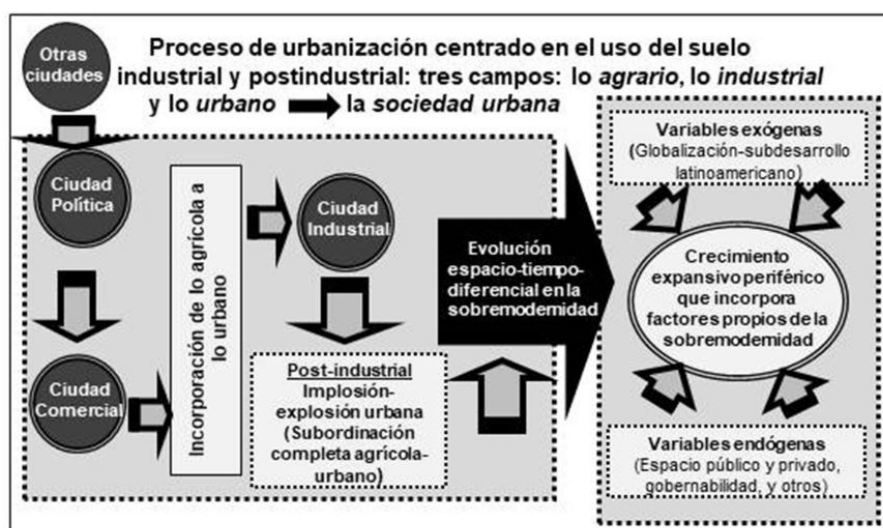 Otras
ciudades
Proceso de urbanización centrado en el uso del suelo
industrial y postindustrial: tres campos: lo agrario, lo industrial
y lo urbano la sociedad urbana
Ciudad
Política
Ciudad
Comercial
Incorporación de lo agrícola a
lo urbano
Ciudad
Industrial
Post-industrial
Implosión-
explosión urbana
(Subordinación
completa agrícola-
urbano)
Evolución
espacio-tiempo-
diferencial en la
sobremodernidad
Variables exógenas
(Globalización-subdesarrollo
latinoamericano)
Crecimiento
expansivo periférico
que incorpora
factores propios de la
sobremodernidad
Variables endógenas
(Espacio público y privado,
gobernabilidad, y otros)